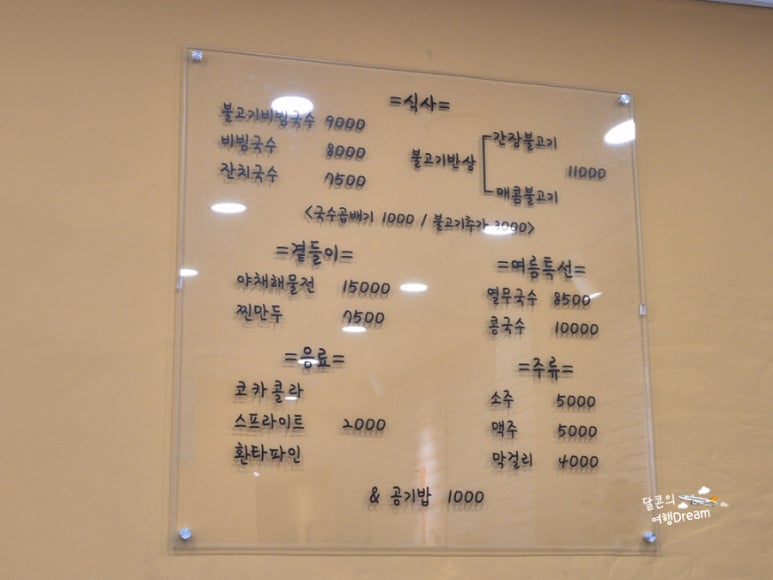 =식사=
불고기비빔국수 9000
비빔국수 8000
잔치국수 7500
불고기반상
간장불고기
매콤불고기
11000
<국수곱배기 1000 / 불고기추가 3000>
=곁들이=
야채해물전 15000
찐만두 7500
=여름특선=
열무국수 8500
콩국수 10000
=음료=
코카콜라
스프라이트 2000
환타파인
=주류=
소주 5000
맥주 5000
막걸리 4000
& 공기밥 1000
달콘의
여행Dream